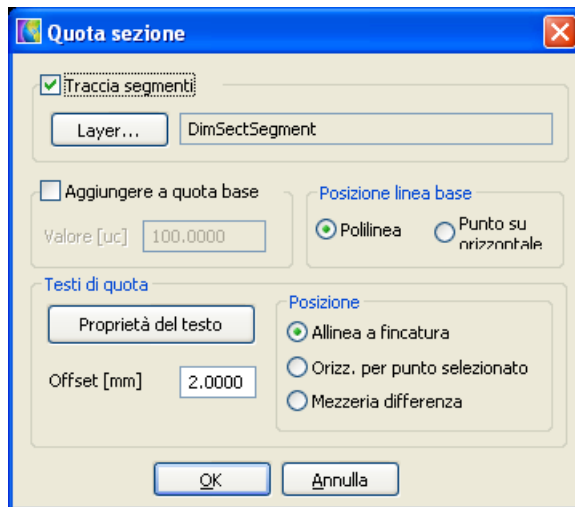 Quota sezione
Traccia segmenti
Layer...
DimSectSegment
Aggiungere a quota base
Valore [uc]
100.0000
Posizione linea base
Polilinea
Punto su
orizzontale
Testi di quota
Proprietà del testo
Offset [mm]
2.0000
Posizione
Allinea a fincatura
Orizz. per punto selezionato
Mezzeria differenza
OK
Annulla